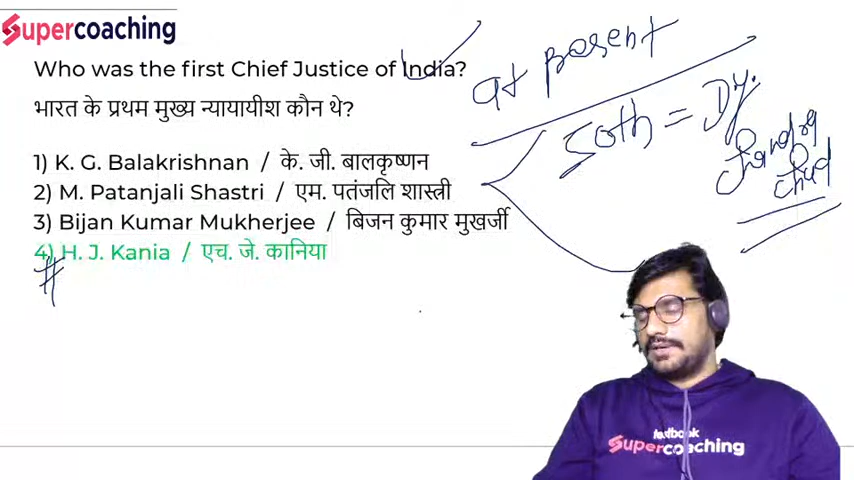 Supercoaching
Who was the first Chief Justice of India?
भारत के प्रथम मुख्य न्यायायीश कौन थे?
1) K. G. Balakrishnan / के. जी. बालकृष्णन
2) M. Patanjali Shastri / एम. पतंजलि शास्त्री
3) Bijan Kumar Mukherjee / बिजन कुमार मुखर्जी
4) H. J. Kania / एच. जे. कानिया
at present
50th = Dy.
Chandra
Chud
testbook
Supercoaching